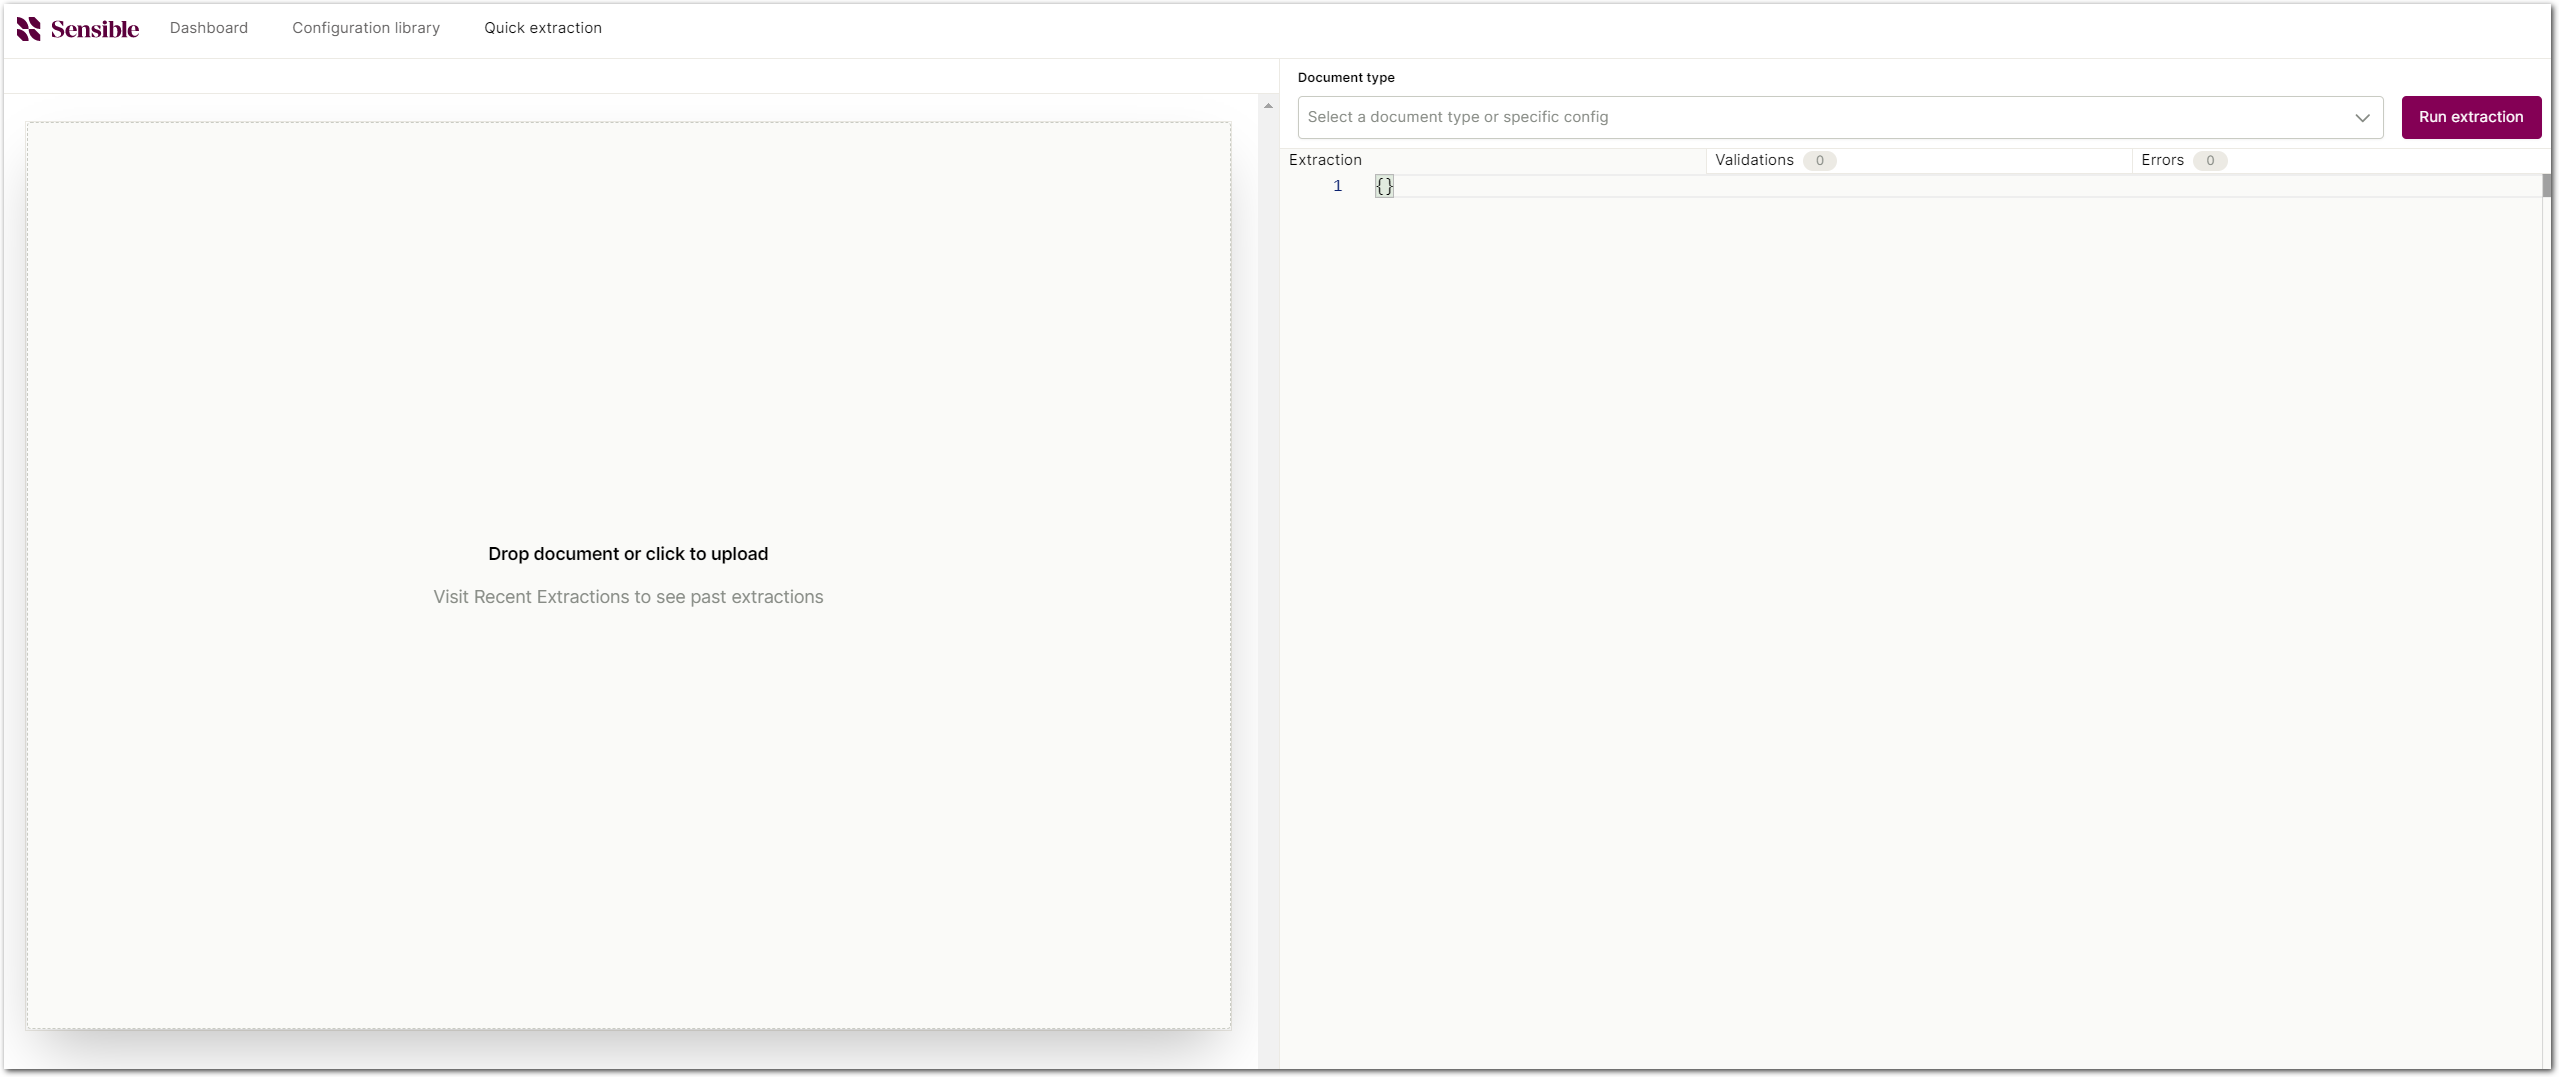 Sensible Dashboard Configuration library Quick extraction
Document type
Select a document type or specific config
Run extraction
Extraction Validations 0 Errors 0
1 {}
Drop document or click to upload
Visit Recent Extractions to see past extractions